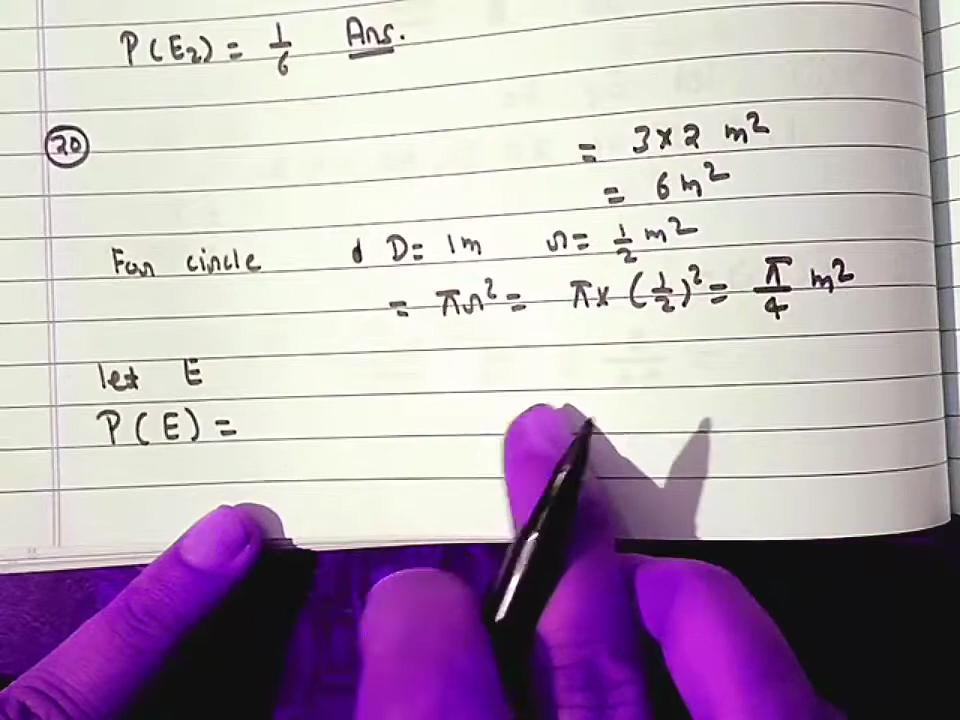 P(E₂) = 1/6 Ans.
20
= 3×2 m²
= 6 m²
For circle D= 1m r= 1/2 m²
= πr² = π× (1/2)² = π/4 m²
let E
P(E) =